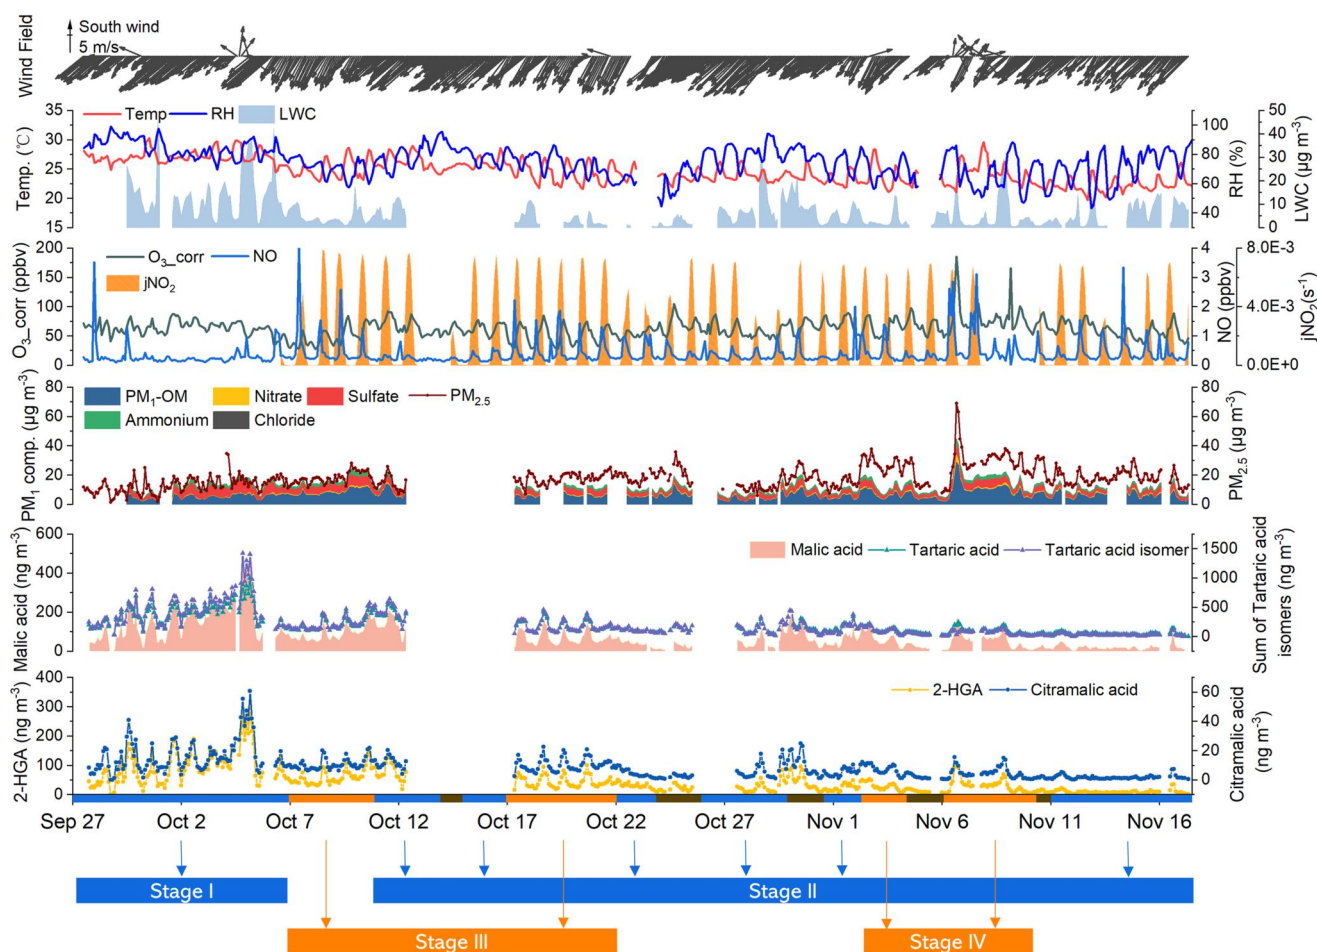 Wind Field
South wind
5 m/s
Temp RH LWC
Temp. (℃)
35
30
25
20
15
RH (%)
100
80
60
40
LWC (μg m⁻³)
50
40
30
20
10
0
O₃_corr NO
jNO₂
O₃_corr (ppbv)
200
150
100
50
0
NO (ppbv)
4
3
2
1
0
jNO₂(s⁻¹)
8.0E-3
4.0E-3
0.0E+0
PM₁-OM Nitrate Sulfate PM₂.₅
Ammonium Chloride
PM₁ comp. (μg m⁻³)
80
60
40
20
0
PM₂.₅ (μg m⁻³)
80
60
40
20
0
Malic acid Tartaric acid Tartaric acid isomer
Malic acid (ng m⁻³)
600
400
200
0
Sum of Tartaric acid
isomers (ng m⁻³)
1500
1000
500
0
2-HGA Citramalic acid
2-HGA (ng m⁻³)
400
300
200
100
0
Citramalic acid
(ng m⁻³)
60
40
20
0
Sep 27 Oct 2 Oct 7 Oct 12 Oct 17 Oct 22 Oct 27 Nov 1 Nov 6 Nov 11 Nov 16
Stage I Stage II
Stage III Stage IV